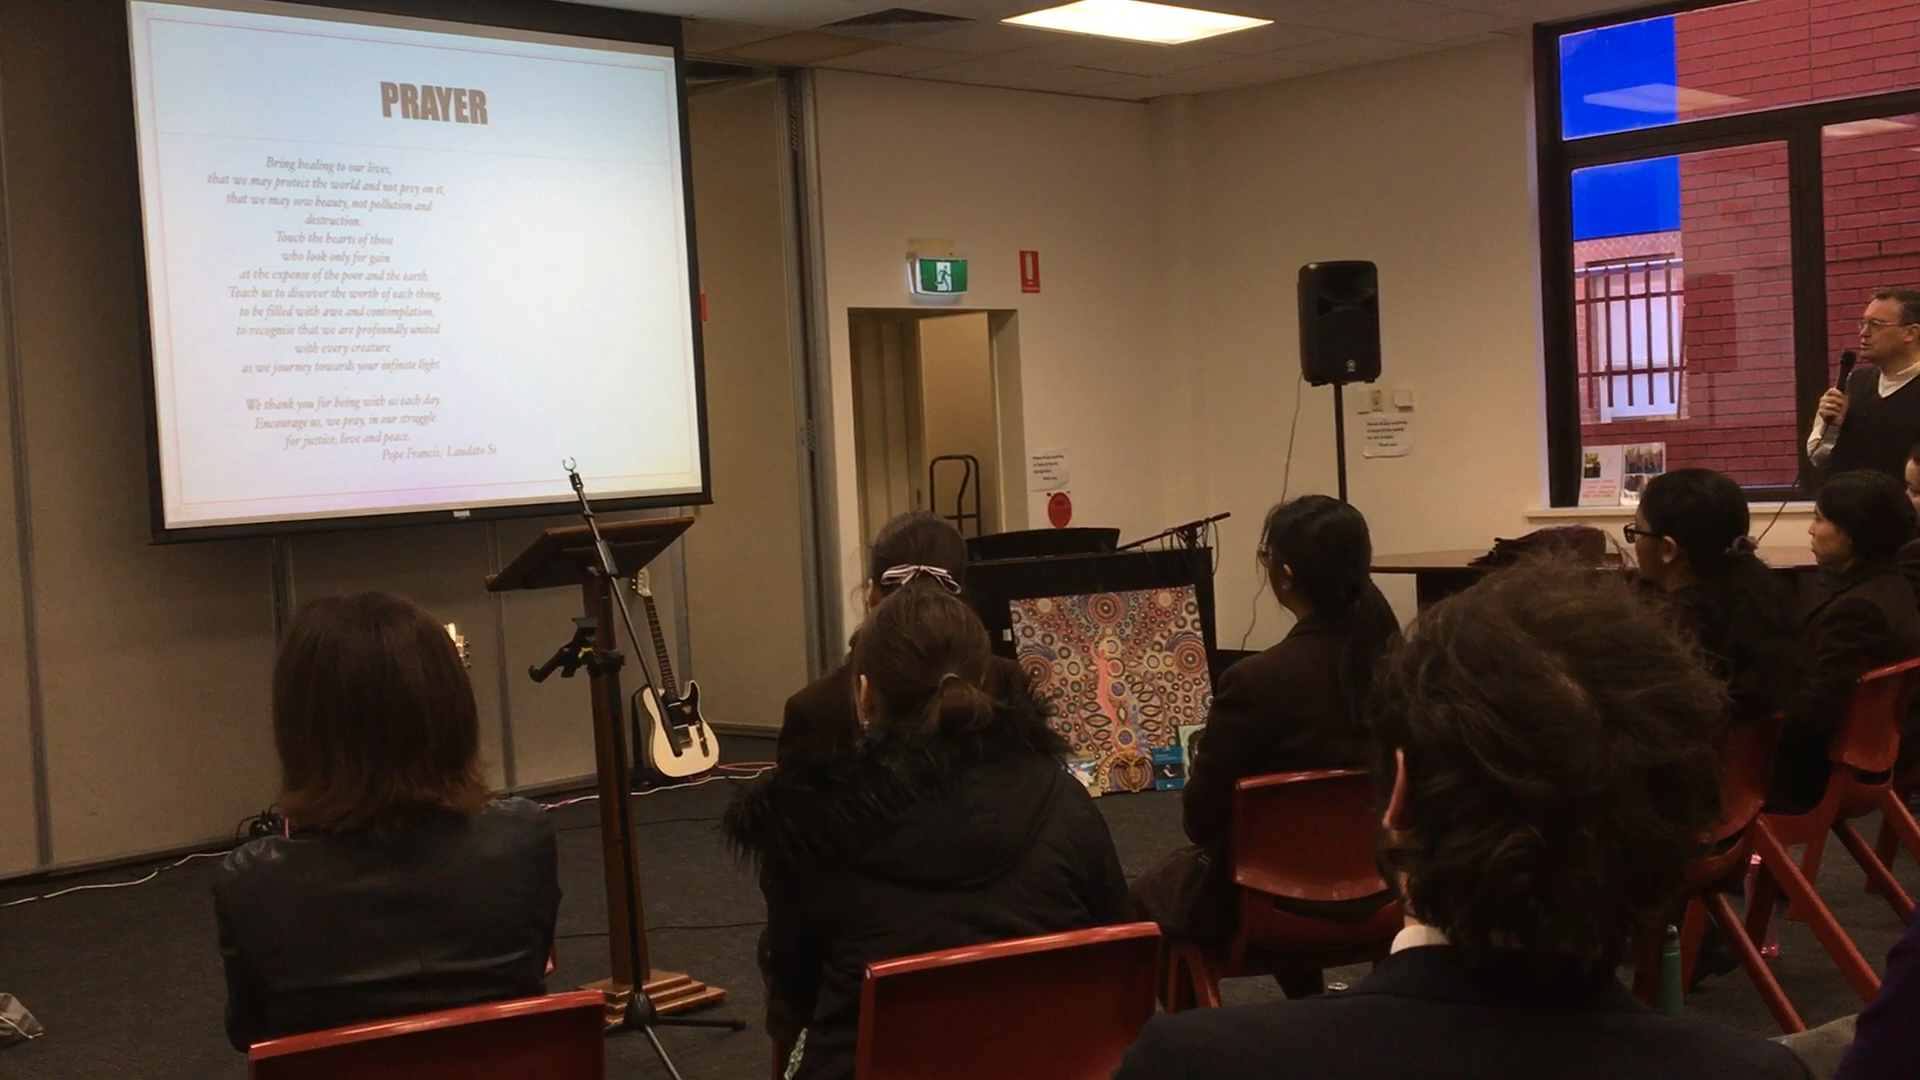 PRAYER
Bring healing to our lives,
that we may protect the world and not prey on it,
that we may sow beauty, not pollution and
destruction.
Touch the hearts of those
who look only for gain
at the expense of the poor and the earth.
Teach us to discover the worth of each thing,
to be filled with awe and contemplation,
to recognise that we are profoundly united
with every creature
as we journey towards your infinite light
.
We thank you for being with us each day.
Encourage us, we pray, in our struggle
for justice, love and peace.
Pope Francis, Laudato Si